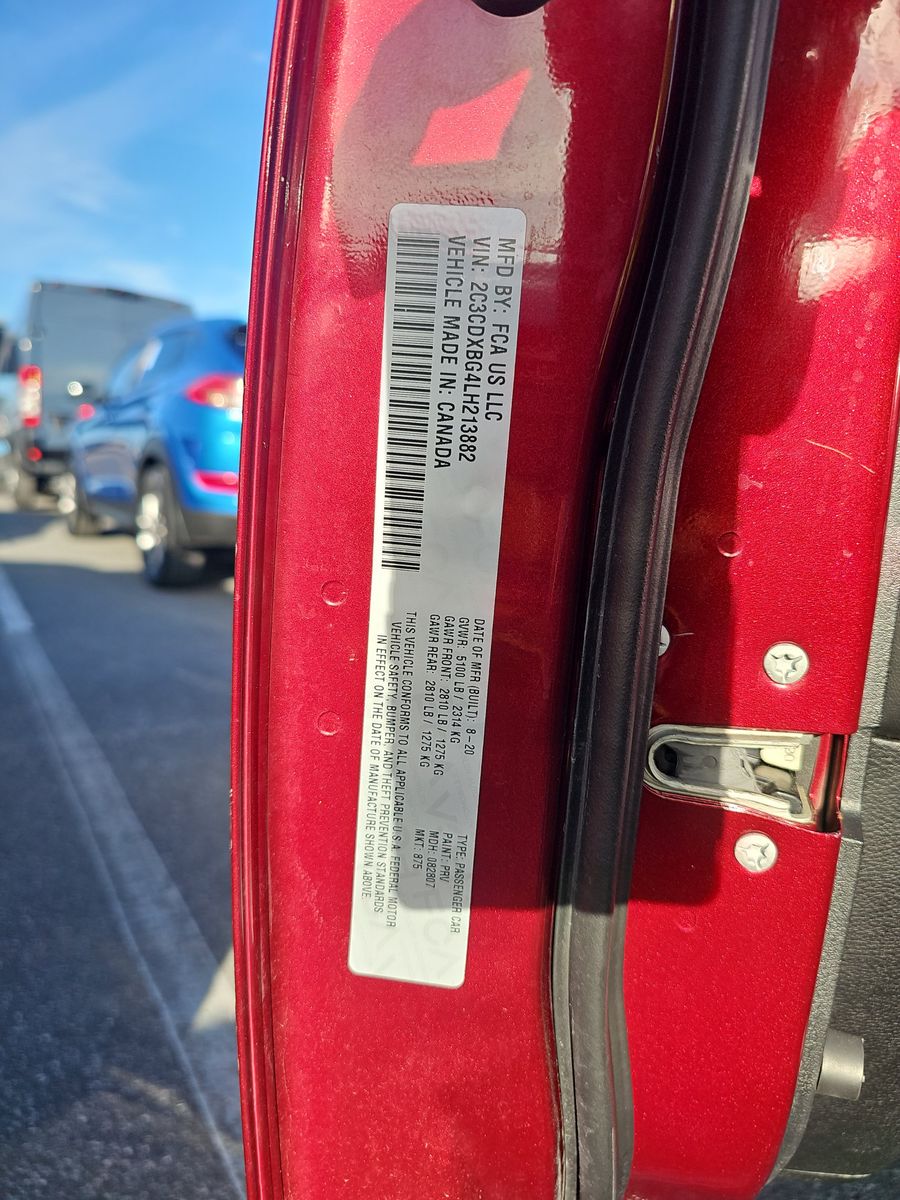 MFD BY: FCA US LLC
VIN: 2C3CDXBG4LH213882
VEHICLE MADE IN: CANADA
DATE OF MFR (BUILT): 8-20
GVWR: 5100 LB / 2314 KG
GAWR FRONT: 2810 LB / 1275 KG
GAWR REAR: 2810 LB / 1275 KG
THIS VEHICLE CONFORMS TO ALL APPLICABLE U.S.A. FEDERAL MOTOR
VEHICLE SAFETY, BUMPER, AND THEFT PREVENTION STANDARDS
IN EFFECT ON THE DATE OF MANUFACTURE SHOWN ABOVE.
TYPE: PASSENGER CAR
PAINT: PRV
MDH: 082807
MKT: 875